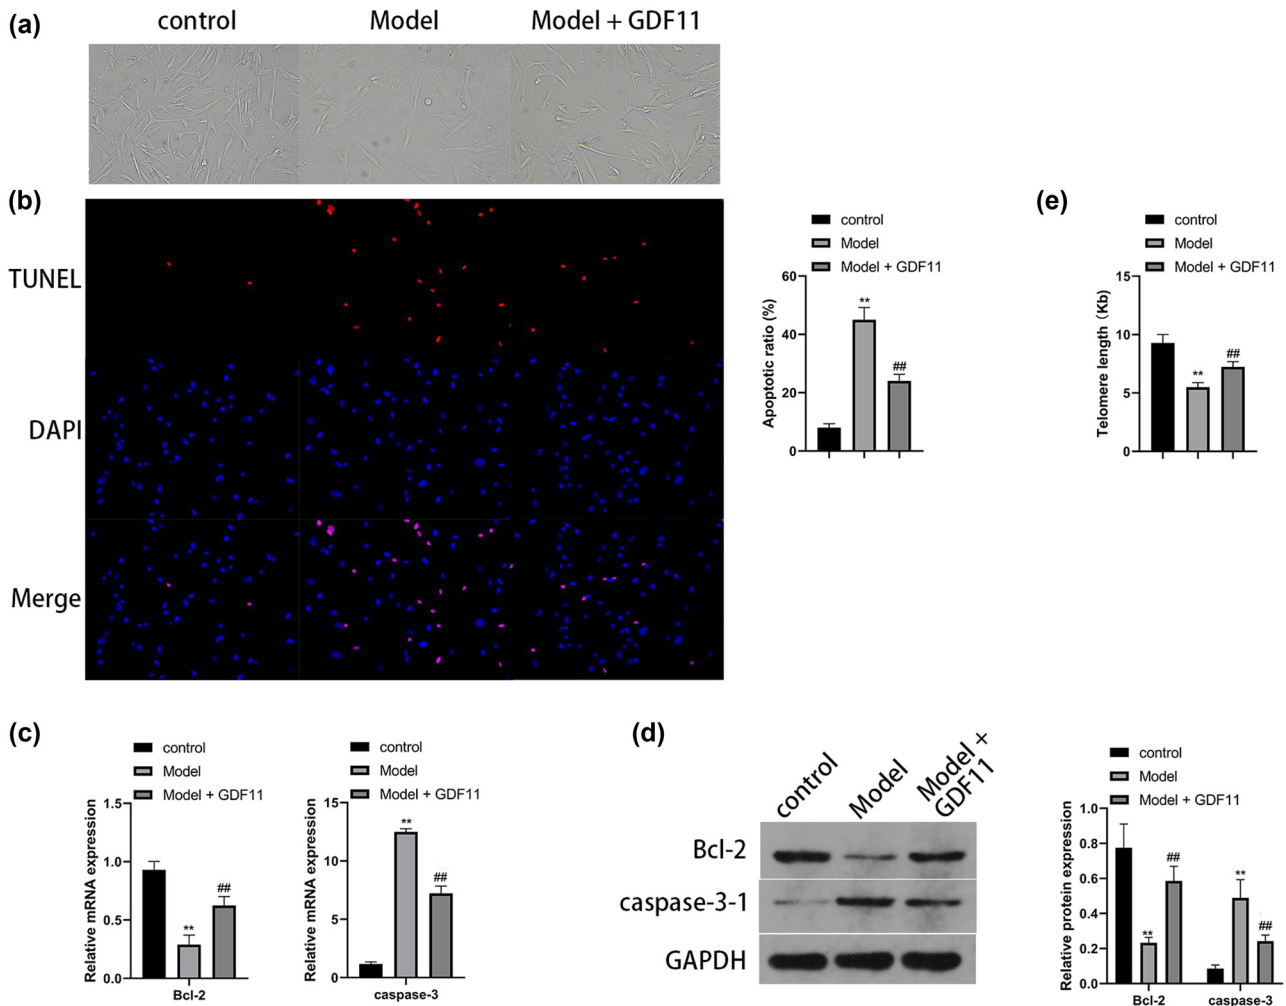 (a)
control
Model
Model + GDF11
(b)
TUNEL
DAPI
Merge
control
Model
Model + GDF11
Apoptotic ratio (%)
60
40
20
0
**
##
(e)
control
Model
Model + GDF11
Telomere length (Kb)
15
10
5
0
**
##
(c)
control
Model
Model + GDF11
Relative mRNA expression
1.5
1.0
0.5
0.0
**
##
Bcl-2
control
Model
Model + GDF11
Relative mRNA expression
15
10
5
0
**
##
caspase-3
(d)
control
Model
Model +
GDF11
Bcl-2
caspase-3-1
GAPDH
control
Model
Model + GDF11
Relative protein expression
1.0
0.8
0.6
0.4
0.2
0.0
**
##
**
##
Bcl-2
caspase-3